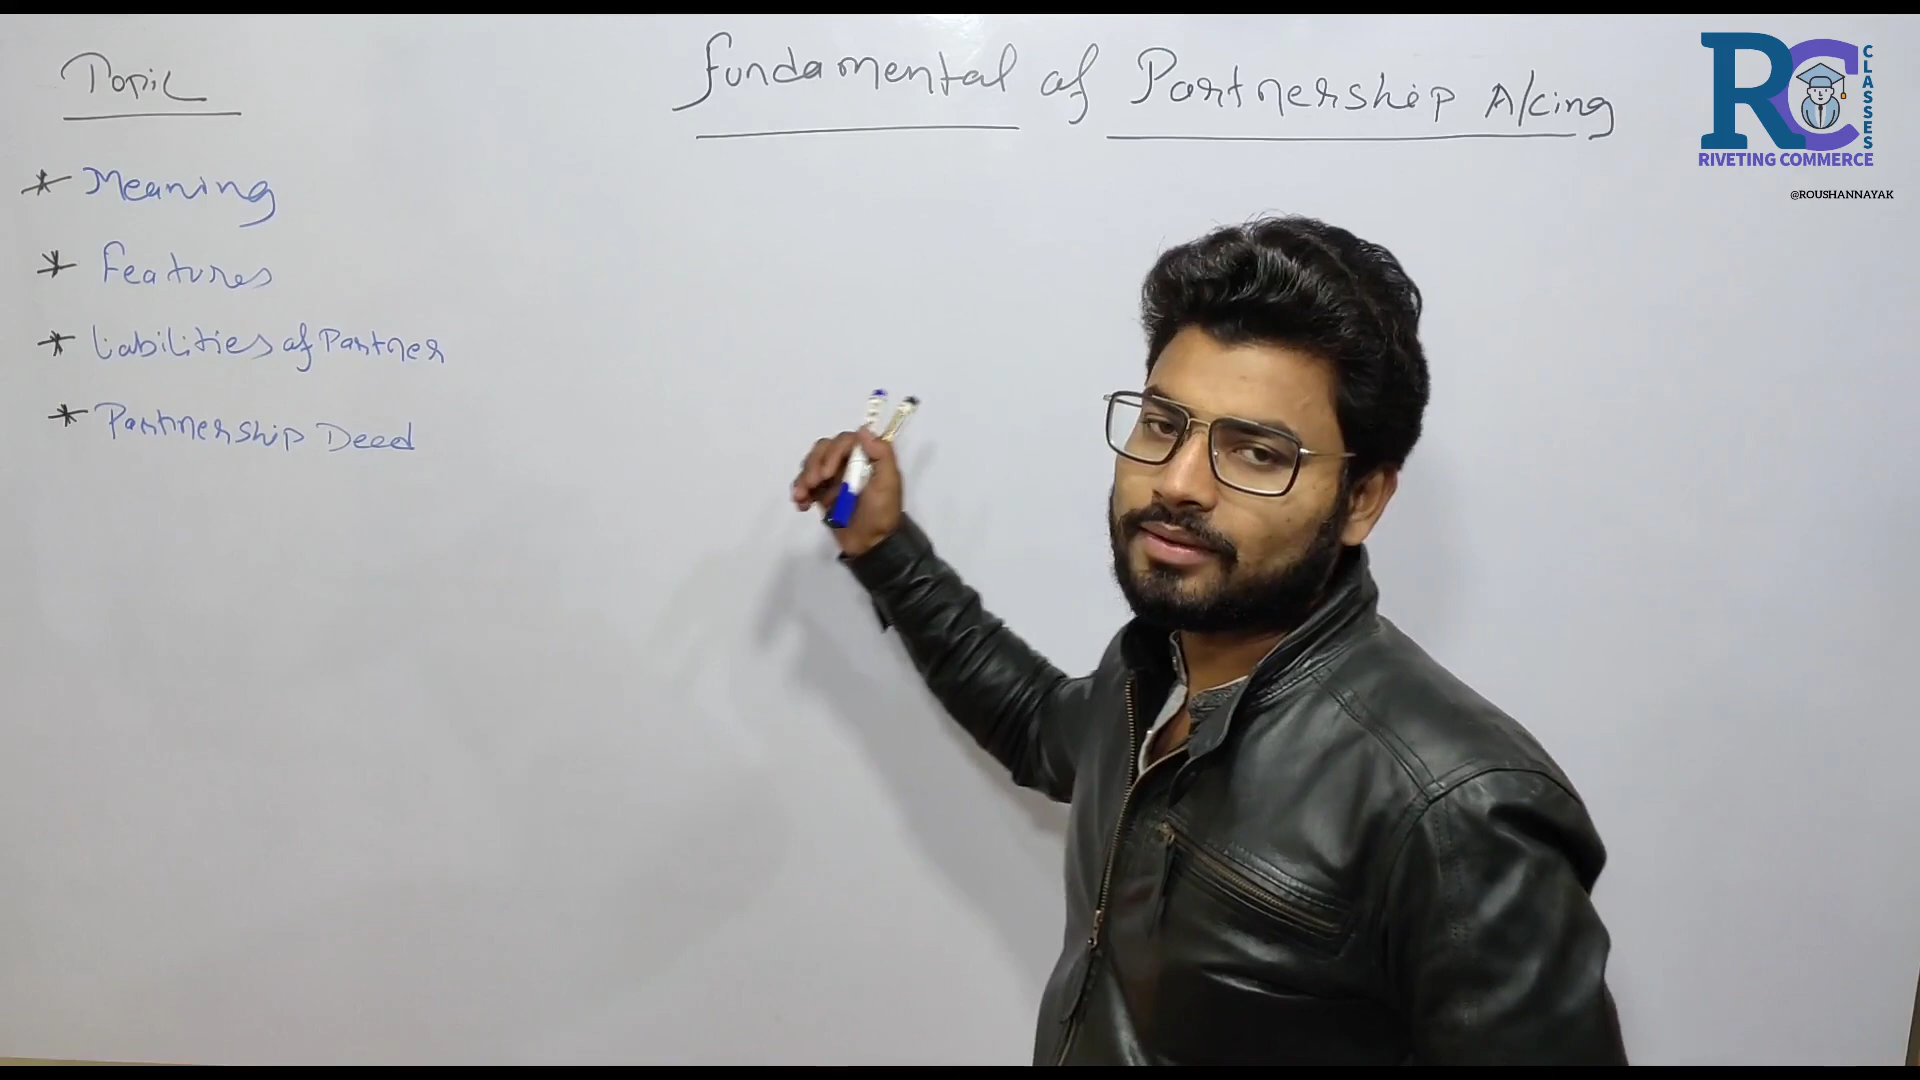 Topic
Fundamental of Partnership A/cing
* Meaning
* Features
* Liabilities of Partner
* Partnership Deed
RC
CLASSES
RIVETING COMMERCE
@ROUSHANNAYAK